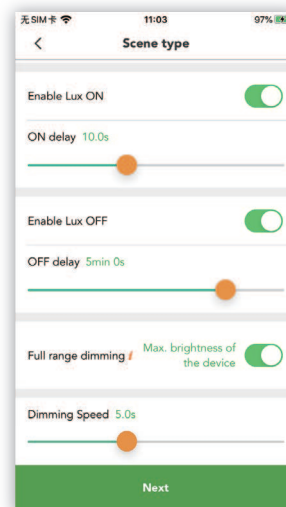 无SIM卡 11:03 97%
Scene type
Enable Lux ON
ON delay 10.0s
Enable Lux OFF
OFF delay 5min 0s
Full range dimming i Max. brightness of
the device
Dimming Speed 5.0s
Next